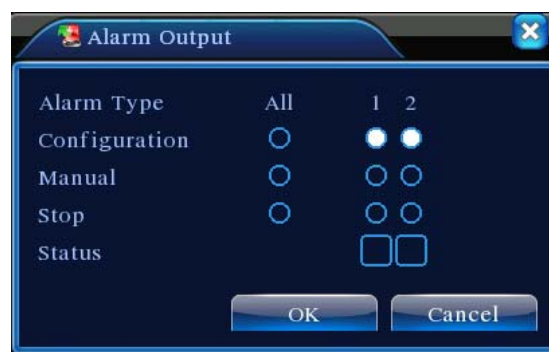 Alarm Output
Alarm Type All 1 2
Configuration
Manual
Stop
Status
OK Cancel